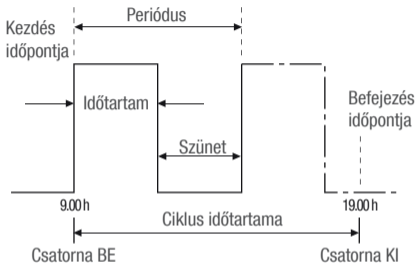 Periódus
Kezdés
időpontja
Időtartam
Befejezés
időpontja
Szünet
9.00 h
19.00 h
Ciklus időtartama
Csatorna BE
Csatorna KI